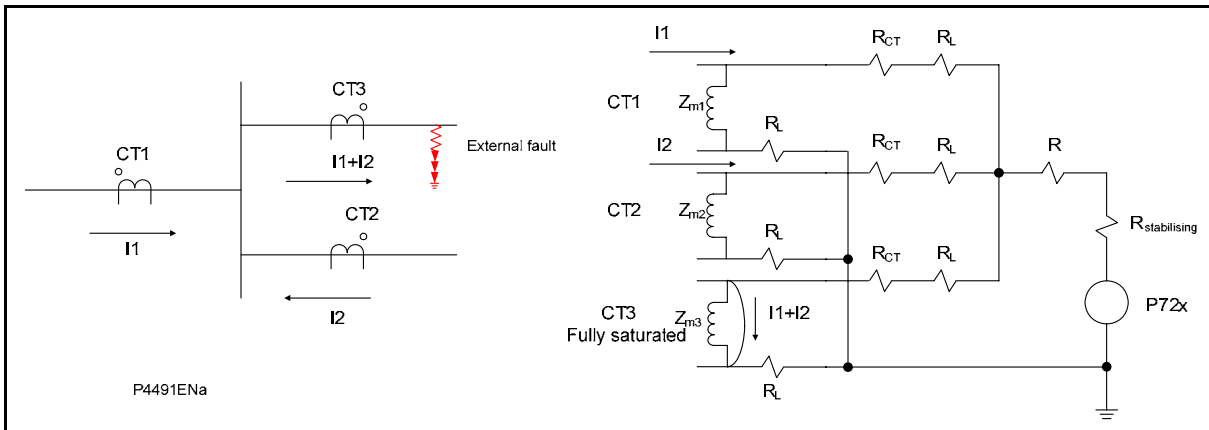 CT3
External fault
CT1
I1+I2
CT2
I1
I2
P4491ENa
I1
RCT
RL
CT1
Zm1
RL
I2
RCT
RL
R
CT2
Zm2
Rstabilising
RL
RCT
RL
CT3
Fully saturated
Zm3
I1+I2
P72x
RL